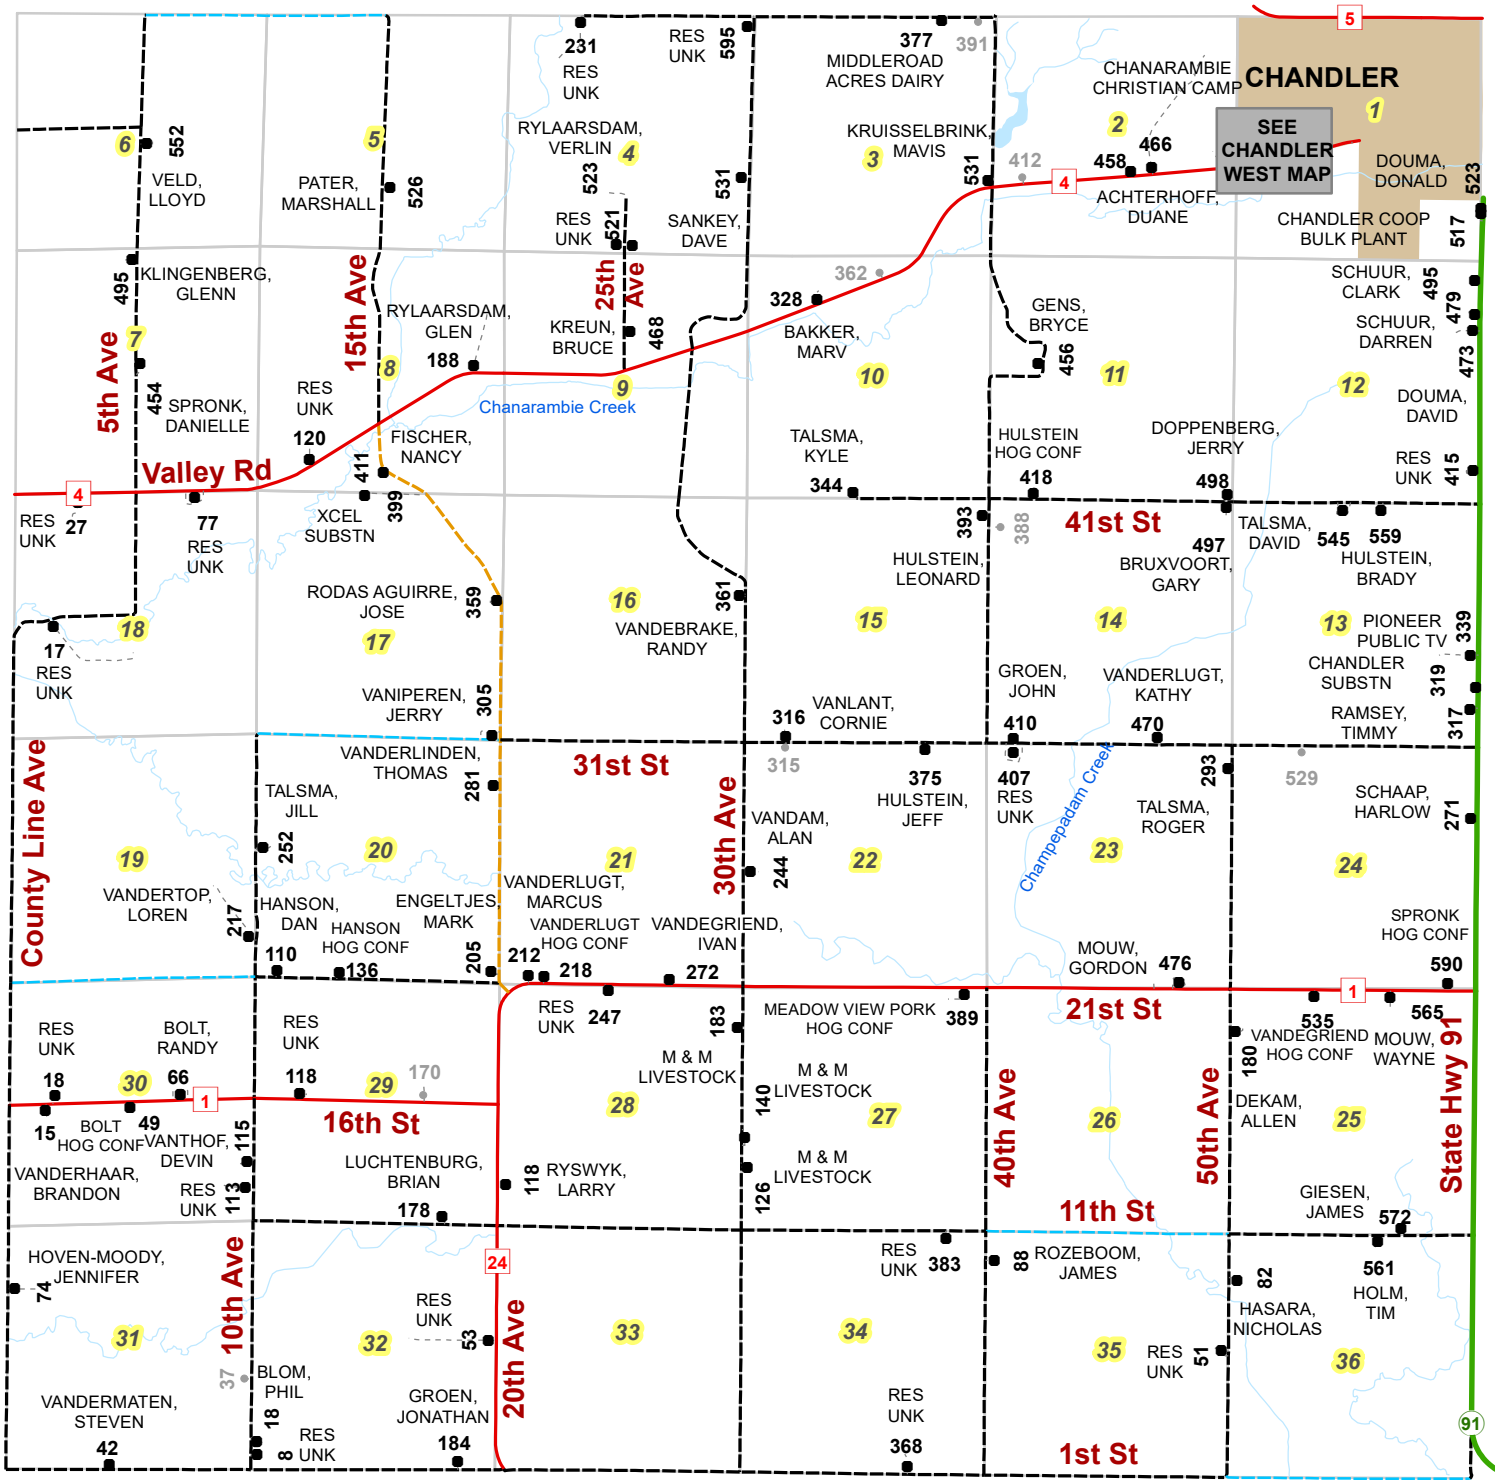 5
231
RES
UNK
RES
UNK
595
377
391
MIDDLEROAD
ACRES DAIRY
CHANARAMBIE
CHRISTIAN CAMP
CHANDLER
1
6
552
VELD,
LLOYD
5
PATER,
MARSHALL
526
RYLAARSDAM,
VERLIN
523
4
RES
UNK
521
531
SANKEY,
DAVE
3
KRUISSELBRINK,
MAVIS
531
412
2
458
466
4
ACHTERHOFF,
DUANE
SEE
CHANDLER
WEST MAP
DOUMA,
DONALD
523
CHANDLER COOP
BULK PLANT
517
495
KLINGENBERG,
GLENN
15th Ave
RYLAARSDAM,
GLEN
188
25th
Ave
KREUN,
BRUCE
468
362
328
BAKKER,
MARV
GENS,
BRYCE
456
SCHUUR,
CLARK
495
479
SCHUUR,
DARREN
473
5th Ave
7
454
SPRONK,
DANIELLE
RES
UNK
120
8
9
Chanarambie Creek
10
11
12
DOUMA,
DAVID
Valley Rd
4
RES
UNK
27
77
RES
UNK
411
FISCHER,
NANCY
399
XCEL
SUBSTN
TALSMA,
KYLE
344
HULSTEIN
HOG CONF
418
DOPPENBERG,
JERRY
498
RES
UNK
415
393
388
HULSTEIN,
LEONARD
41st St
497
BRUXVOORT,
GARY
TALSMA,
DAVID
545
559
HULSTEIN,
BRADY
17
RES
UNK
18
RODAS AGUIRRE,
JOSE
359
17
16
VANDEBRAKE,
RANDY
361
15
14
13
PIONEER
PUBLIC TV
339
CHANDLER
SUBSTN
319
RAMSEY,
TIMMY
317
VANIPEREN,
JERRY
305
316
VANLANT,
CORNIE
GROEN,
JOHN
410
VANDERLUGT,
KATHY
470
County Line Ave
VANDERLINDEN,
THOMAS
281
31st St
315
375
HULSTEIN,
JEFF
407
RES
UNK
Champepadam Creek
293
TALSMA,
ROGER
529
SCHAAP,
HARLOW
271
TALSMA,
JILL
252
30th Ave
VANDAM,
ALAN
244
19
20
21
22
23
24
VANDERTOP,
LOREN
217
HANSON,
DAN
110
HANSON
HOG CONF
136
ENGELTJES,
MARK
205
VANDERLUGT,
MARCUS
212
VANDERLUGT
HOG CONF
218
VANDEGRIEND,
IVAN
272
MOUW,
GORDON
476
SPRONK
HOG CONF
590
RES
UNK
247
183
MEADOW VIEW PORK
HOG CONF
389
21st St
1
535
VANDEGRIEND
HOG CONF
565
MOUW,
WAYNE
State Hwy 91
RES
UNK
18
BOLT,
RANDY
66
30
1
RES
UNK
118
29
170
16th St
M & M
LIVESTOCK
28
140
M & M
LIVESTOCK
27
40th Ave
26
50th Ave
180
DEKAM,
ALLEN
25
15
49
BOLT
HOG CONF
VANTHOF,
DEVIN
115
VANDERHAAR,
BRANDON
RES
UNK
113
LUCHTENBURG,
BRIAN
178
118
RYSWYK,
LARRY
126
M & M
LIVESTOCK
11th St
GIESEN,
JAMES
572
HOVEN-MOODY,
JENNIFER
74
10th Ave
24
RES
UNK
383
88
ROZEBOOM,
JAMES
82
HASARA,
NICHOLAS
561
HOLM,
TIM
31
32
RES
UNK
53
33
34
35
RES
UNK
51
36
37
BLOM,
PHIL
18
8
RES
UNK
VANDERMATEN,
STEVEN
42
GROEN,
JONATHAN
184
20th Ave
RES
UNK
368
1st St
91